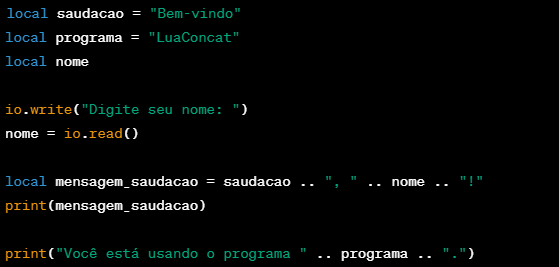 local saudacao = "Bem-vindo"
local programa = "LuaConcat"
local nome
io.write("Digite seu nome: ")
nome = io.read()
local mensagem_saudacao = saudacao .. ", " .. nome .. "!"
print(mensagem_saudacao)
print("Você está usando o programa " .. programa .. ".")